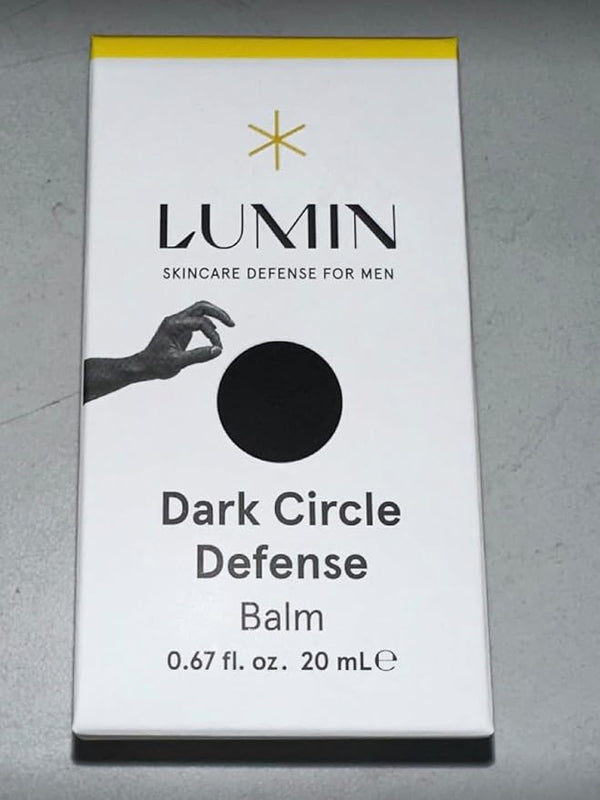 LUMIN
SKINCARE DEFENSE FOR MEN
Dark Circle
Defense
Balm
0.67 fl. oz. 20 mL℮